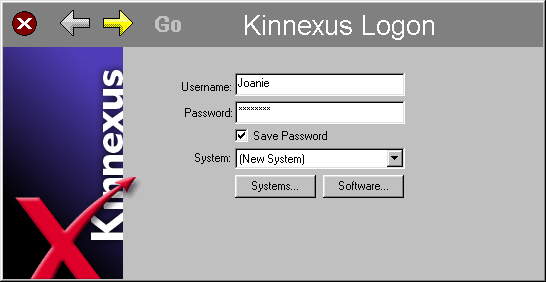 Go
Kinnexus Logon
Kinnexus
Username: Joanie
Password: ********
Save Password
System: (New System)
Systems... Software...